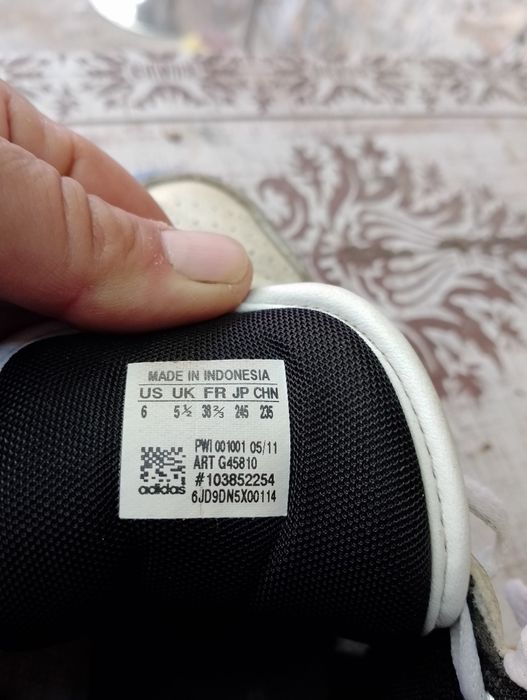 MADE IN INDONESIA
US UK FR JP CHN
6 5½ 38⅔ 245 235
PWI 001001 05/11
ART G45810
#103852254
adidas
6JD9DN5X00114